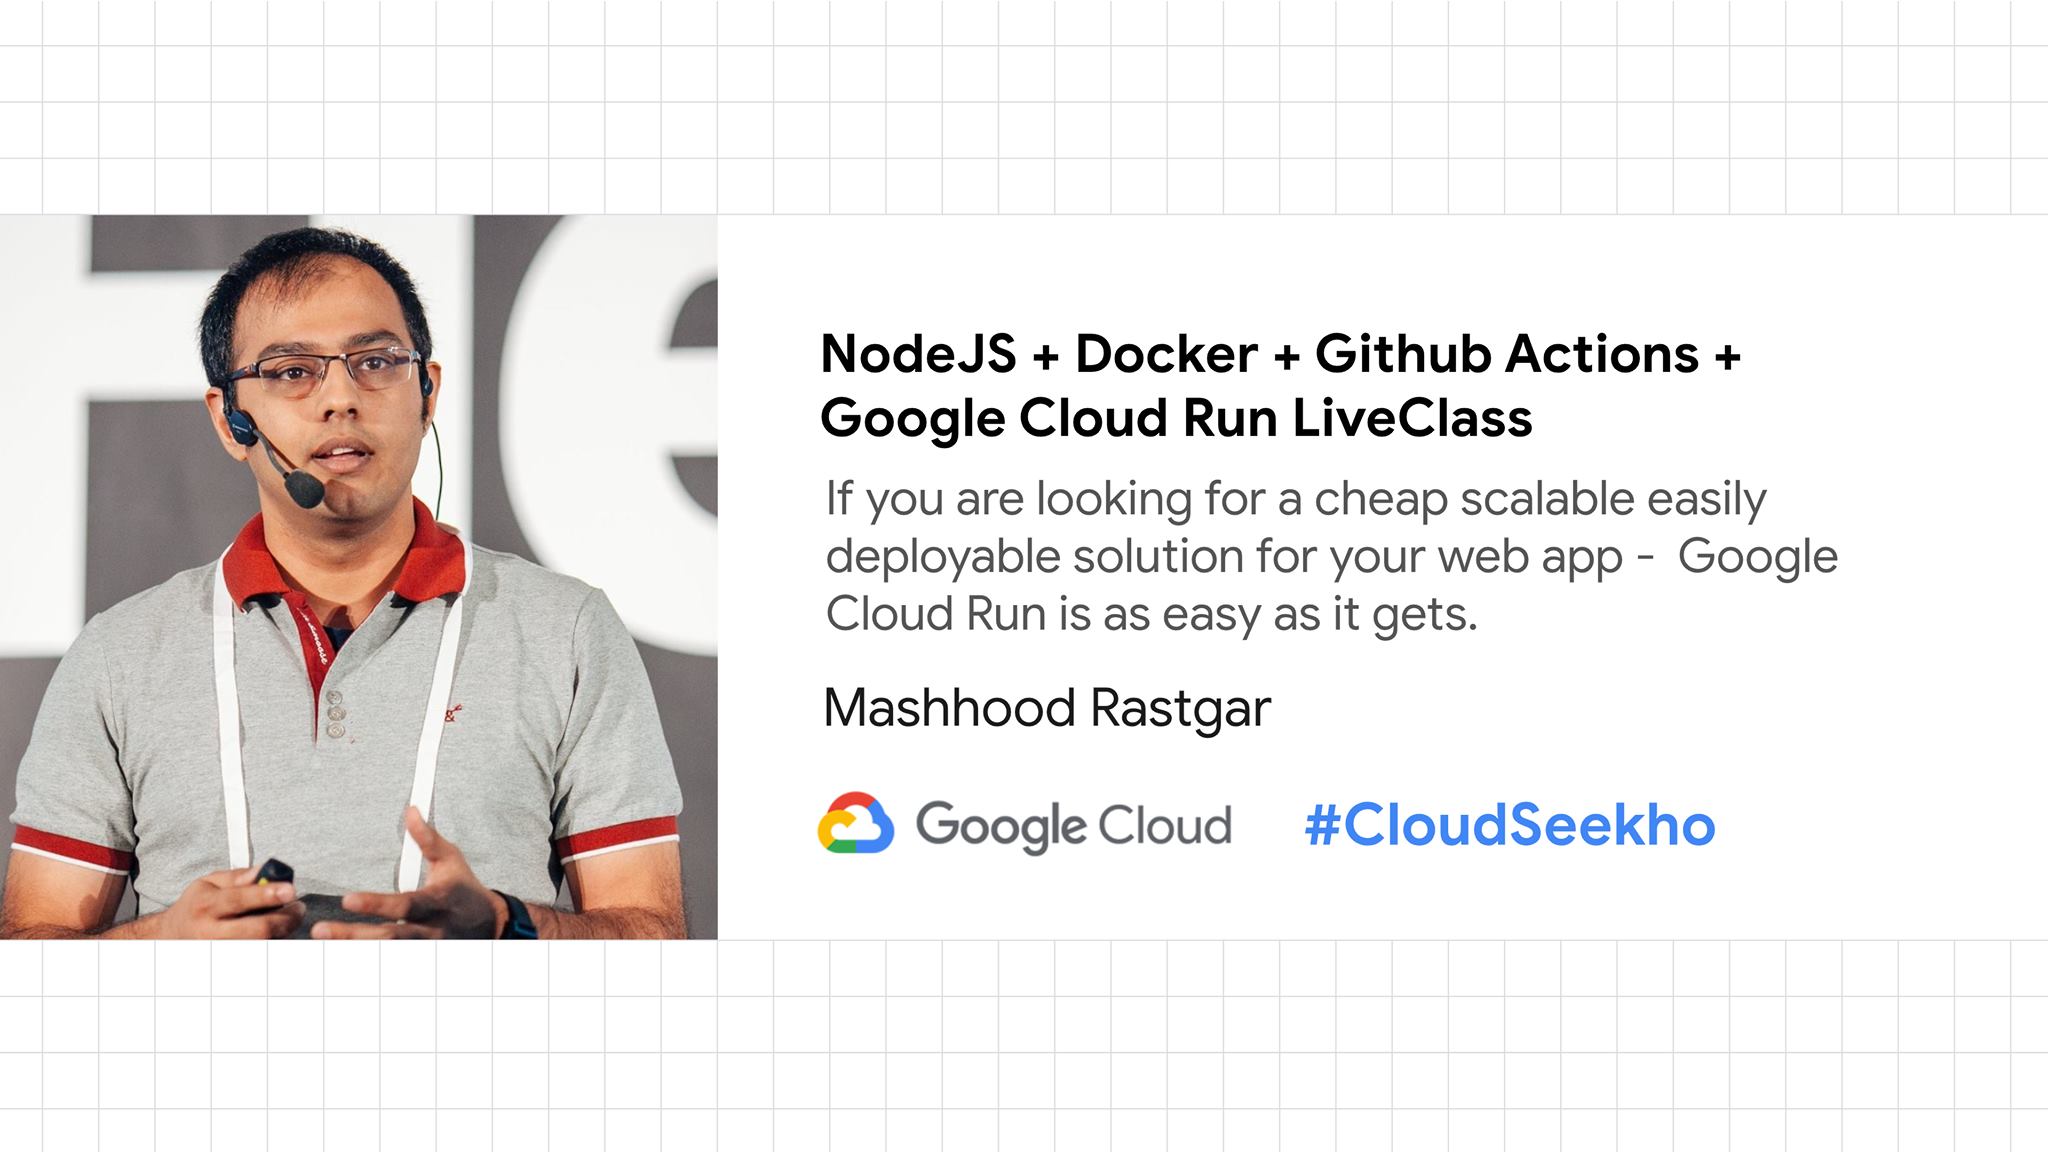 NodeJS + Docker + Github Actions +
Google Cloud Run LiveClass
If you are looking for a cheap scalable easily
deployable solution for your web app -  Google
Cloud Run is as easy as it gets.
Mashhood Rastgar
Google Cloud
#CloudSeekho